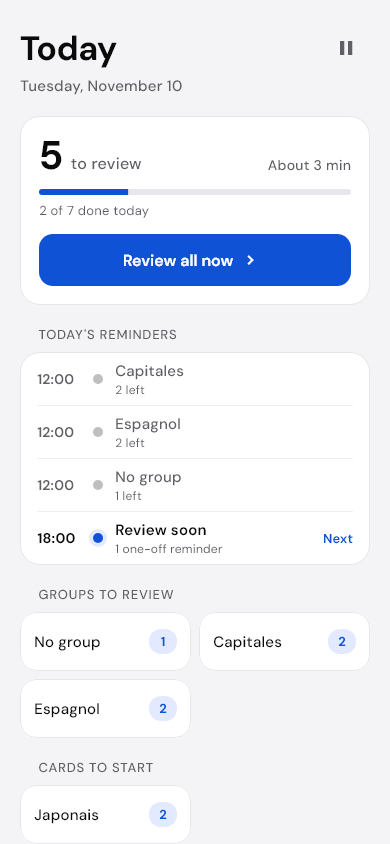 Today
Tuesday, November 10
5 to review
About 3 min
2 of 7 done today
Review all now
TODAY'S REMINDERS
12:00 Capitales
2 left
12:00 Espagnol
2 left
12:00 No group
1 left
18:00 Review soon Next
1 one-off reminder
GROUPS TO REVIEW
No group 1
Capitales 2
Espagnol 2
CARDS TO START
Japonais 2